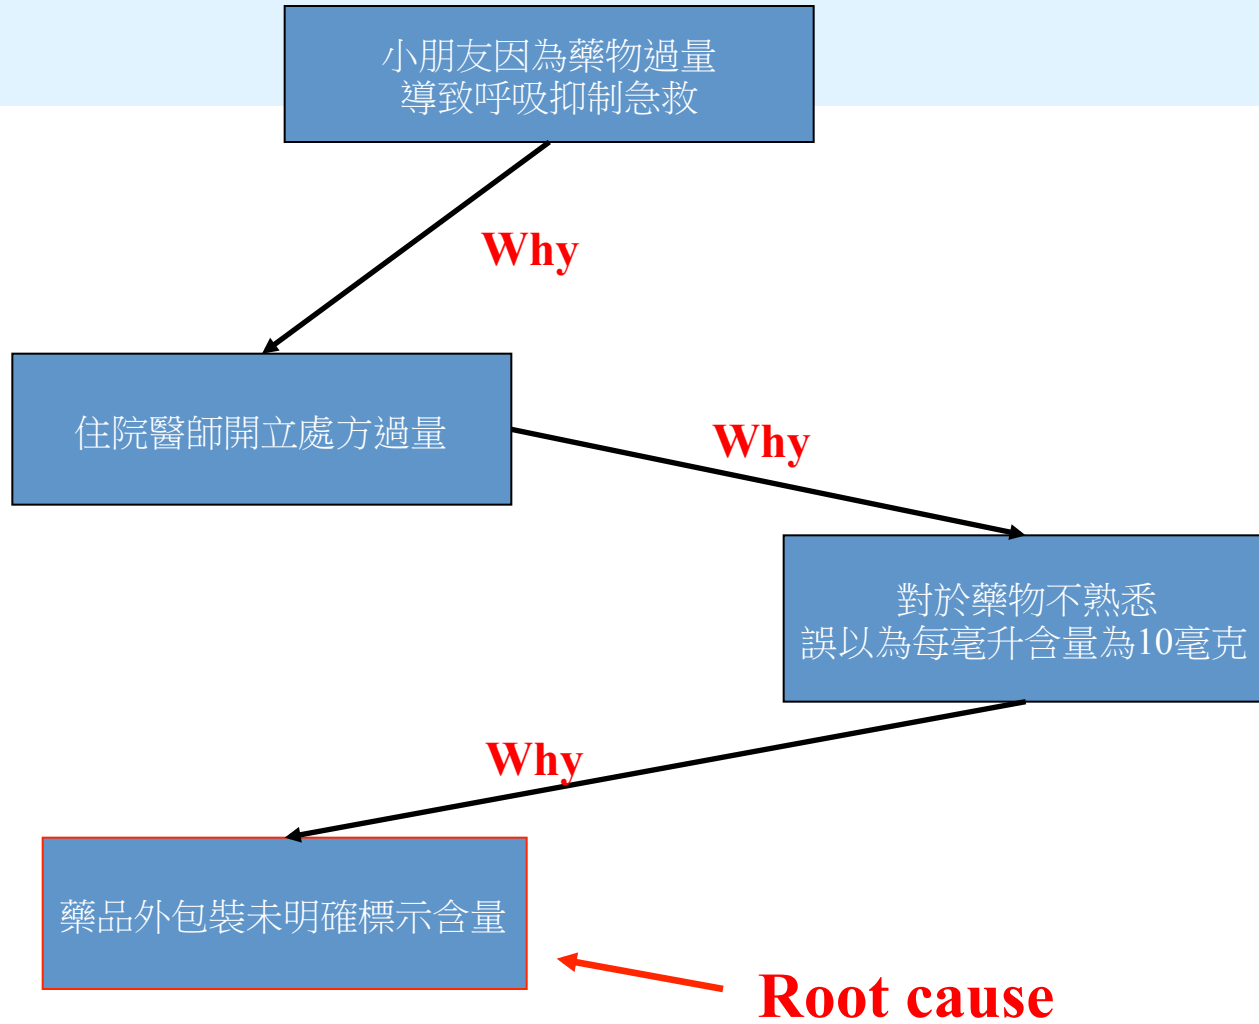 小朋友因為藥物過量
導致呼吸抑制急救
Why
住院醫師開立處方過量
Why
對於藥物不熟悉
誤以為每毫升含量為10毫克
Why
藥品外包裝未明確標示含量
Root cause